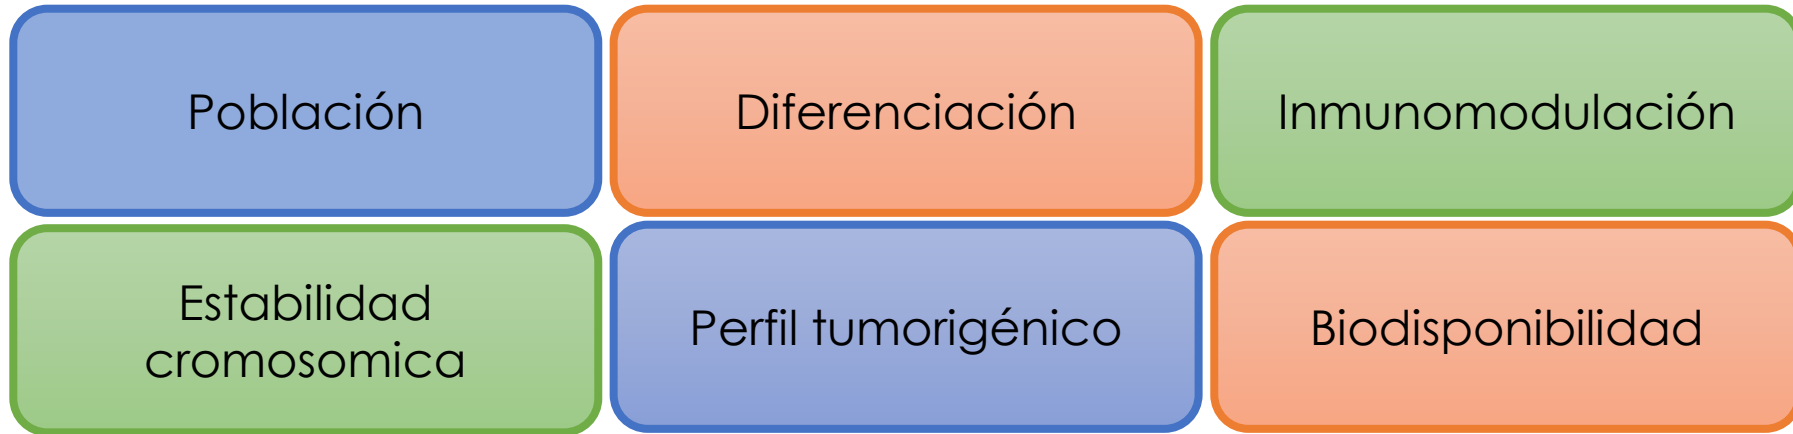 Población
Diferenciación
Inmunomodulación
Estabilidad
cromosomica
Perfil tumorigénico
Biodisponibilidad